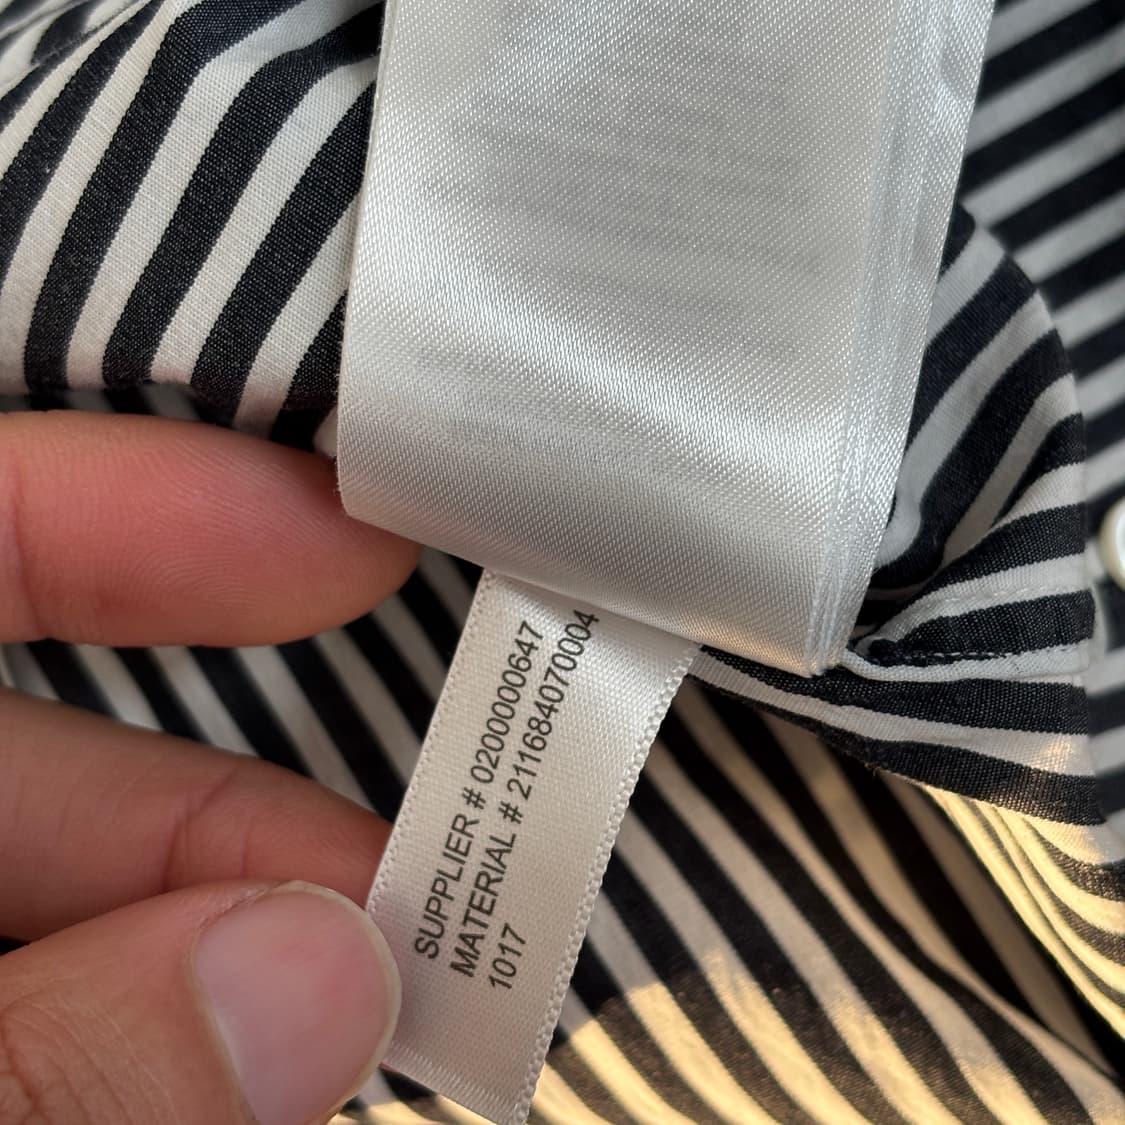 SUPPLIER # 0200000647
MATERIAL # 211684070004
1017